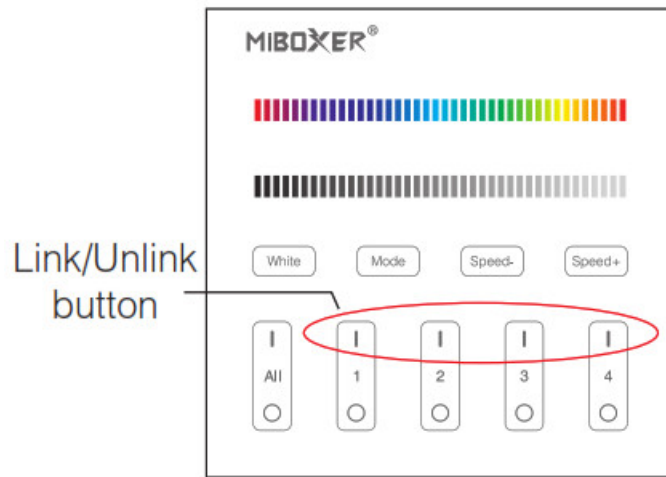 MIBOXER®
Link/Unlink
button
White Mode Speed- Speed+
I I I I I
All 1 2 3 4